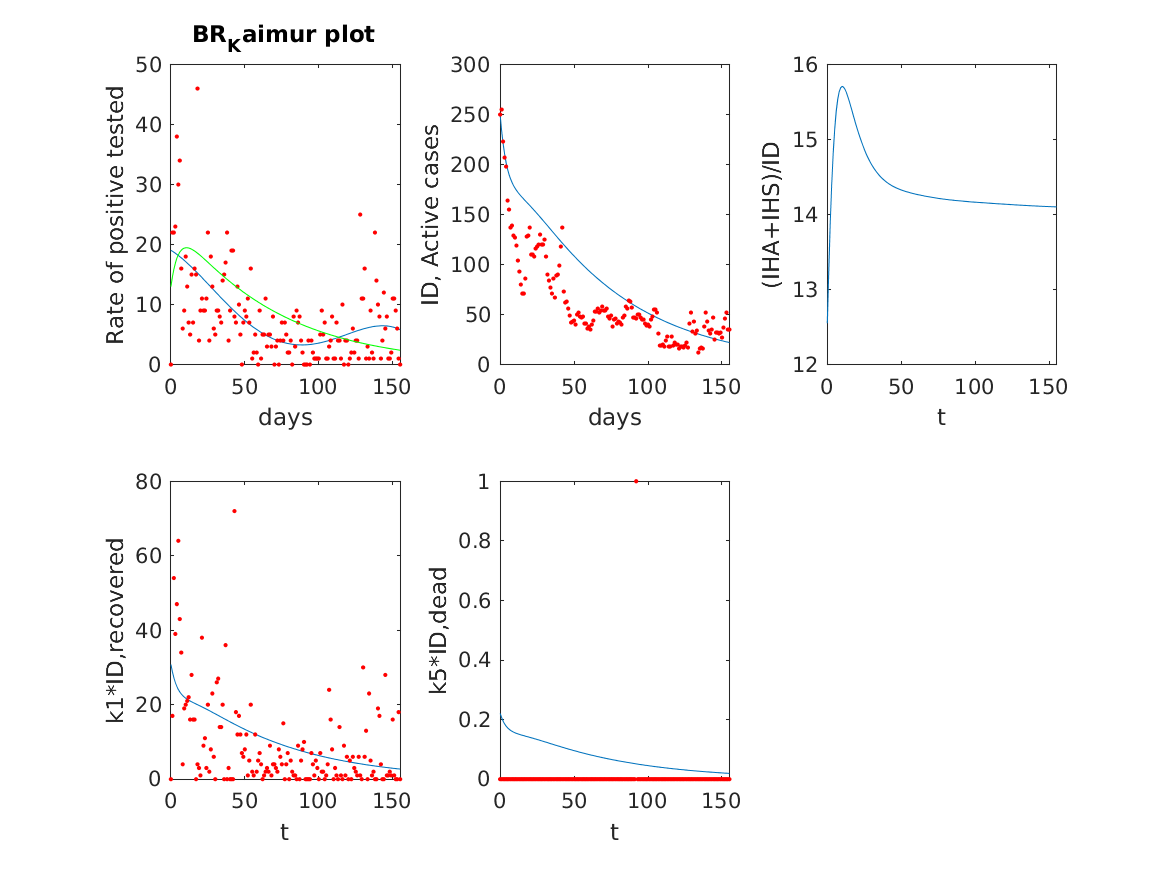 BR_Kaimur plot
50
40
30
20
10
0
0 50 100 150
Rate of positive tested
days
300
250
200
150
100
50
0
0 50 100 150
ID, Active cases
days
16
15
14
13
12
0 50 100 150
(IHA+IHS)/ID
t
80
60
40
20
0
0 50 100 150
k1*ID,recovered
t
1
0.8
0.6
0.4
0.2
0
0 50 100 150
k5*ID,dead
t